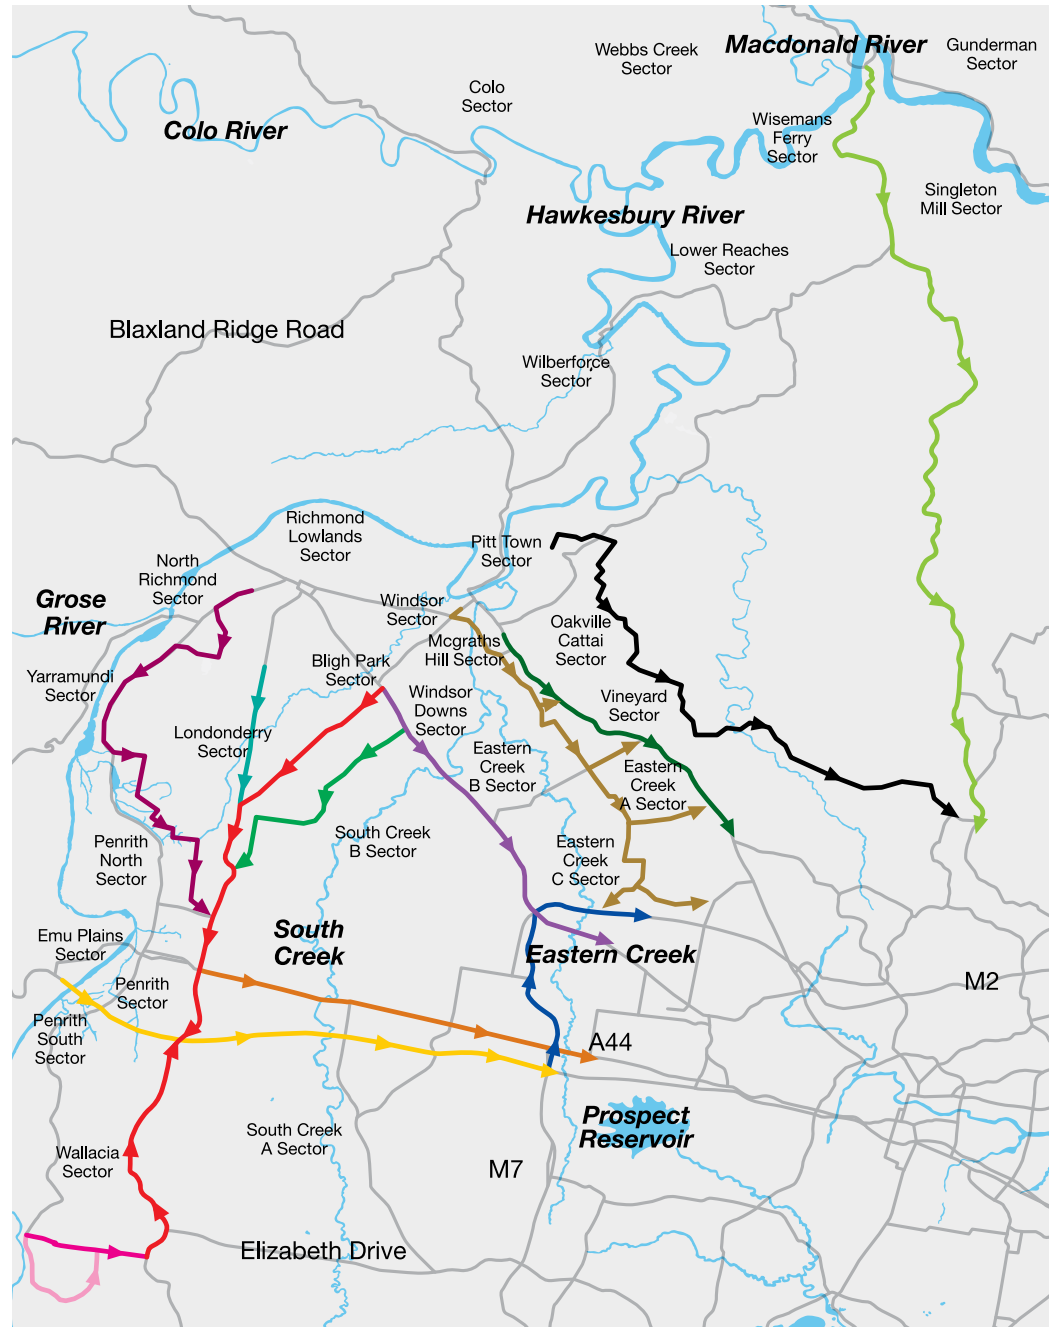 Macdonald River
Gunderman
Sector
Webbs Creek
Sector
Colo
Sector
Colo River
Wisemans
Ferry
Sector
Singleton
Mill Sector
Hawkesbury River
Lower Reaches
Sector
Blaxland Ridge Road
Wilberforce
Sector
Richmond
Lowlands
Sector
Pitt Town
Sector
North
Richmond
Sector
Grose
River
Windsor
Sector
Mcgraths
Hill Sector
Oakville
Cattai
Sector
Yarramundi
Sector
Bligh Park
Sector
Windsor
Downs
Sector
Vineyard
Sector
Londonderry
Sector
Eastern
Creek
B Sector
Eastern
Creek
A Sector
Penrith
North
Sector
South Creek
B Sector
Eastern
Creek
C Sector
Emu Plains
Sector
South
Creek
Eastern Creek
M2
Penrith
Sector
Penrith
South
Sector
A44
Prospect
Reservoir
South Creek
A Sector
Wallacia
Sector
M7
Elizabeth Drive